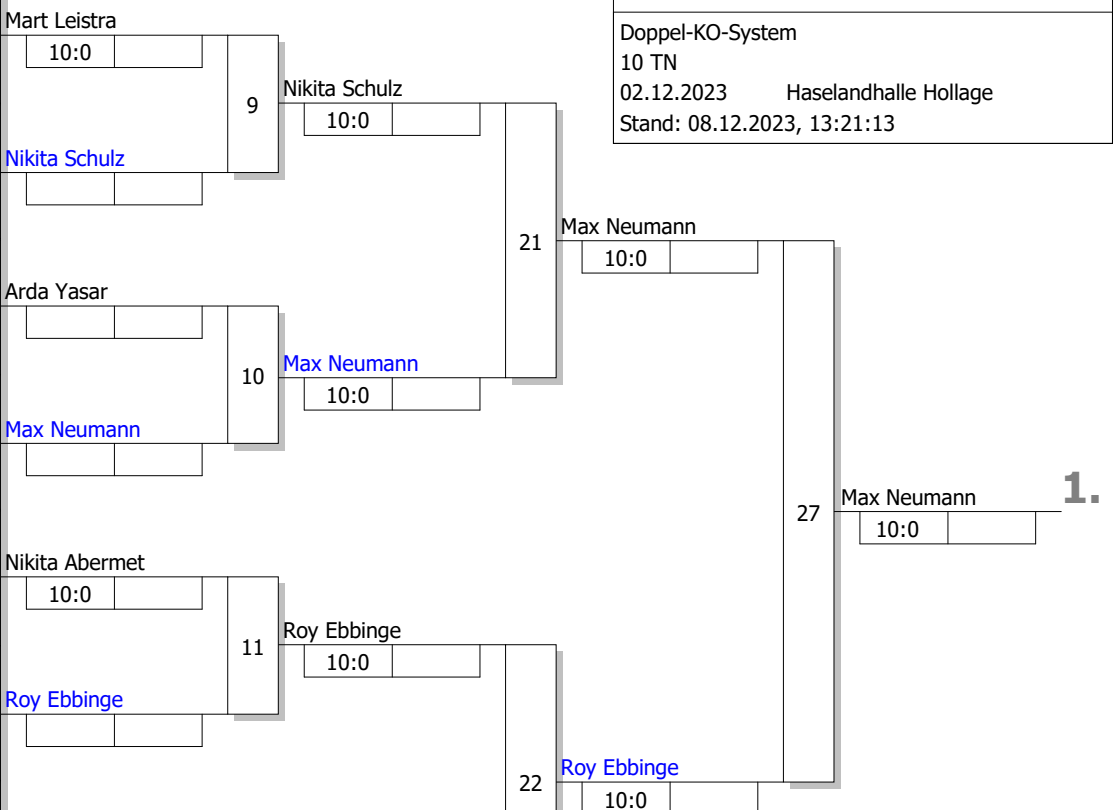 Doppel-KO-System
10 TN
02.12.2023 Haselandhalle Hollage
Stand: 08.12.2023, 13:21:13
Mart Leistra
10:0
9
Nikita Schulz
10:0
Nikita Schulz
21
Max Neumann
10:0
Arda Yasar
10
Max Neumann
10:0
Max Neumann
27
Max Neumann
1.
10:0
Nikita Abermet
10:0
11
Roy Ebbinge
10:0
Roy Ebbinge
22
Roy Ebbinge
10:0